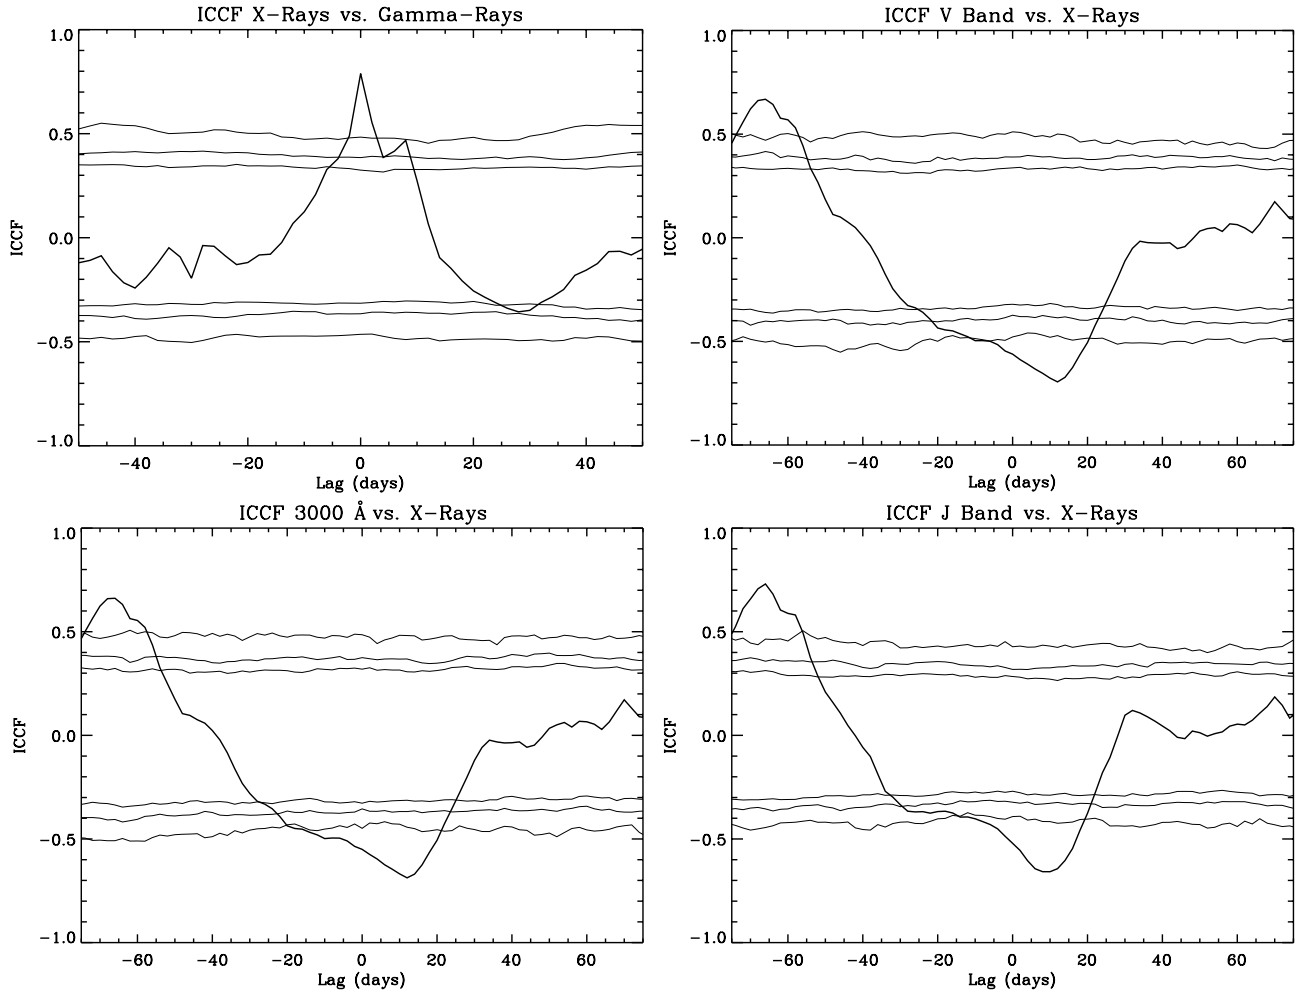 ICCF X-Rays vs. Gamma-Rays
1.0
0.5
0.0
-0.5
-1.0
ICCF
-40 -20 0 20 40
Lag (days)
ICCF V Band vs. X-Rays
1.0
0.5
0.0
-0.5
-1.0
ICCF
-60 -40 -20 0 20 40 60
Lag (days)
ICCF 3000 Å vs. X-Rays
1.0
0.5
0.0
-0.5
-1.0
ICCF
-60 -40 -20 0 20 40 60
Lag (days)
ICCF J Band vs. X-Rays
1.0
0.5
0.0
-0.5
-1.0
ICCF
-60 -40 -20 0 20 40 60
Lag (days)